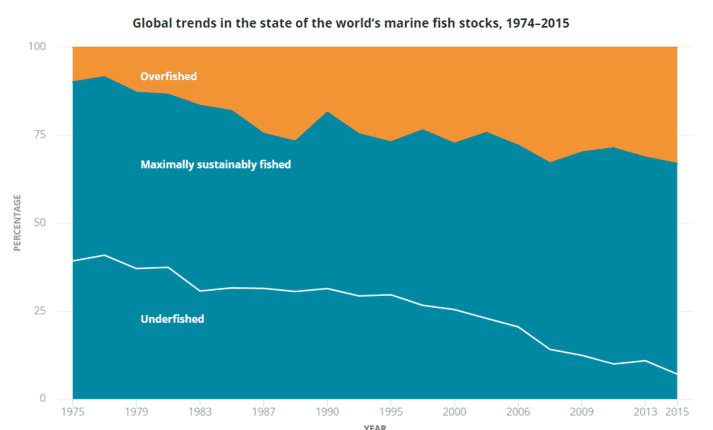 Global trends in the state of the world's marine fish stocks, 1974–2015
100
Overfished
75
Maximally sustainably fished
50
PERCENTAGE
25
Underfished
0
1975 1979 1983 1987 1990 1995 2000 2006 2009 2013 2015
YEAR